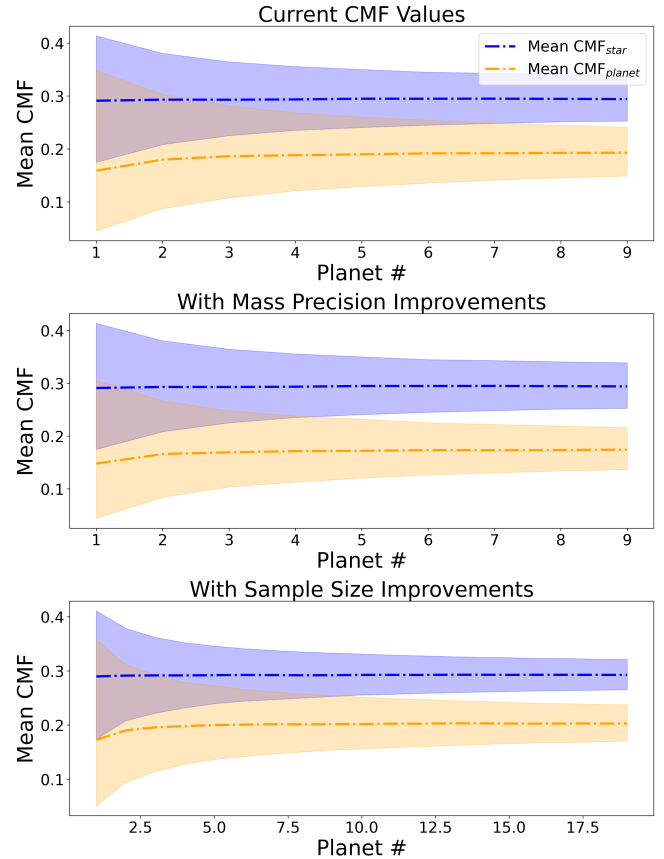 Current CMF Values
Mean CMF
0.4
0.3
0.2
0.1
Mean CMF_star
Mean CMF_planet
1 2 3 4 5 6 7 8 9
Planet #
With Mass Precision Improvements
Mean CMF
0.4
0.3
0.2
0.1
1 2 3 4 5 6 7 8 9
Planet #
With Sample Size Improvements
Mean CMF
0.4
0.3
0.2
0.1
2.5 5.0 7.5 10.0 12.5 15.0 17.5
Planet #